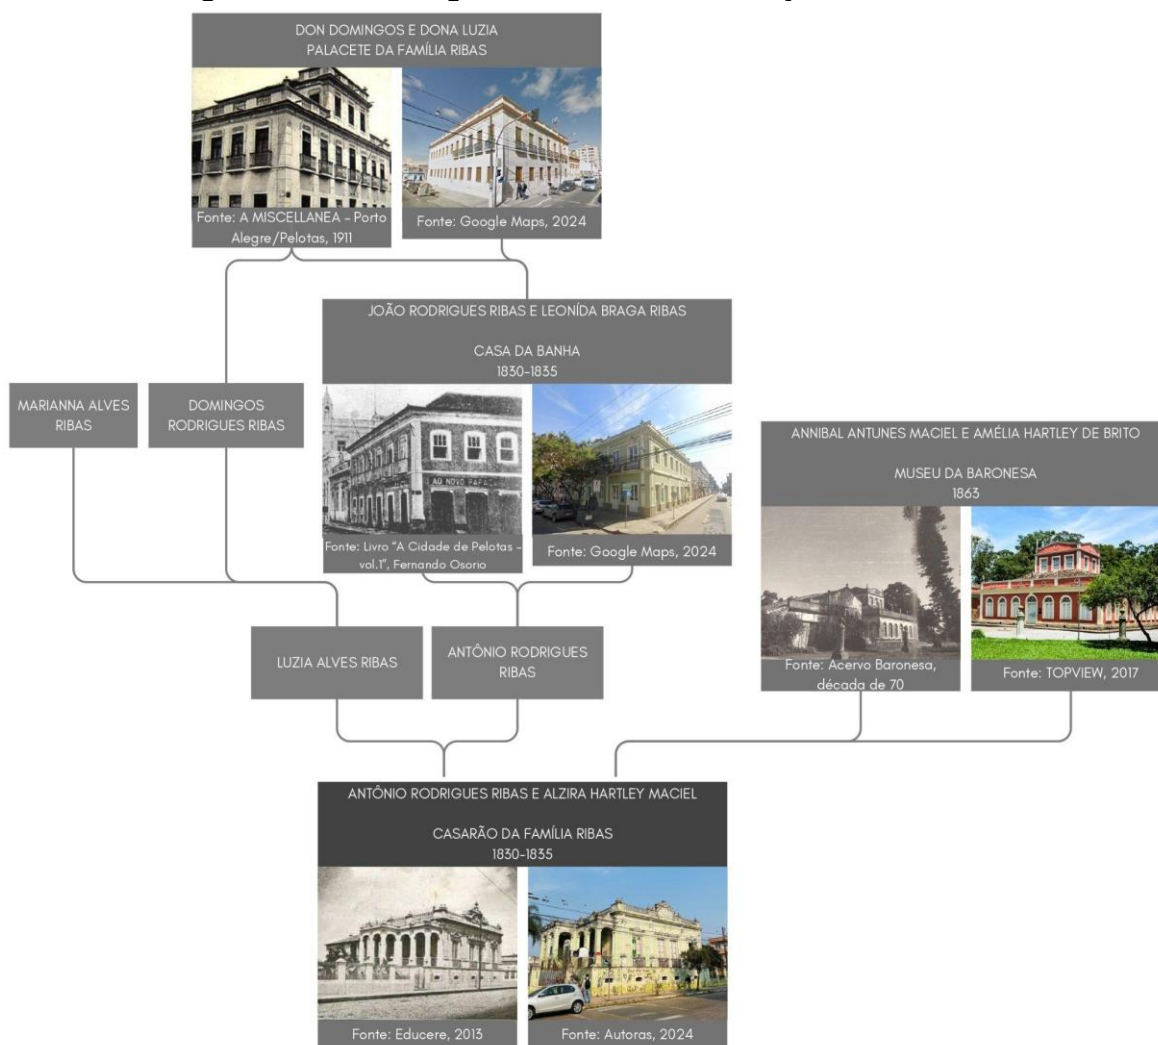 DON DOMINGOS E DONA LUZIA
PALACETE DA FAMÍLIA RIBAS
Fonte: A MISCELLANEA - Porto
Alegre/Pelotas, 1911
Fonte: Google Maps, 2024
JOÃO RODRIGUES RIBAS E LEONÍDA BRAGA RIBAS
CASA DA BANHA
1830-1835
AO NOVO PAPA
Fonte: Livro "A Cidade de Pelotas -
vol.1", Fernando Osorio
Fonte: Google Maps, 2024
MARIANNA ALVES
RIBAS
DOMINGOS
RODRIGUES RIBAS
ANNIBAL ANTUNES MACIEL E AMÉLIA HARTLEY DE BRITO
MUSEU DA BARONESA
1863
Fonte: Acervo Baronesa,
década de 70
Fonte: TOPVIEW, 2017
LUZIA ALVES RIBAS
ANTÔNIO RODRIGUES
RIBAS
ANTÔNIO RODRIGUES RIBAS E ALZIRA HARTLEY MACIEL
CASARÃO DA FAMÍLIA RIBAS
1830-1835
Fonte: Educere, 2013
Fonte: Autoras, 2024